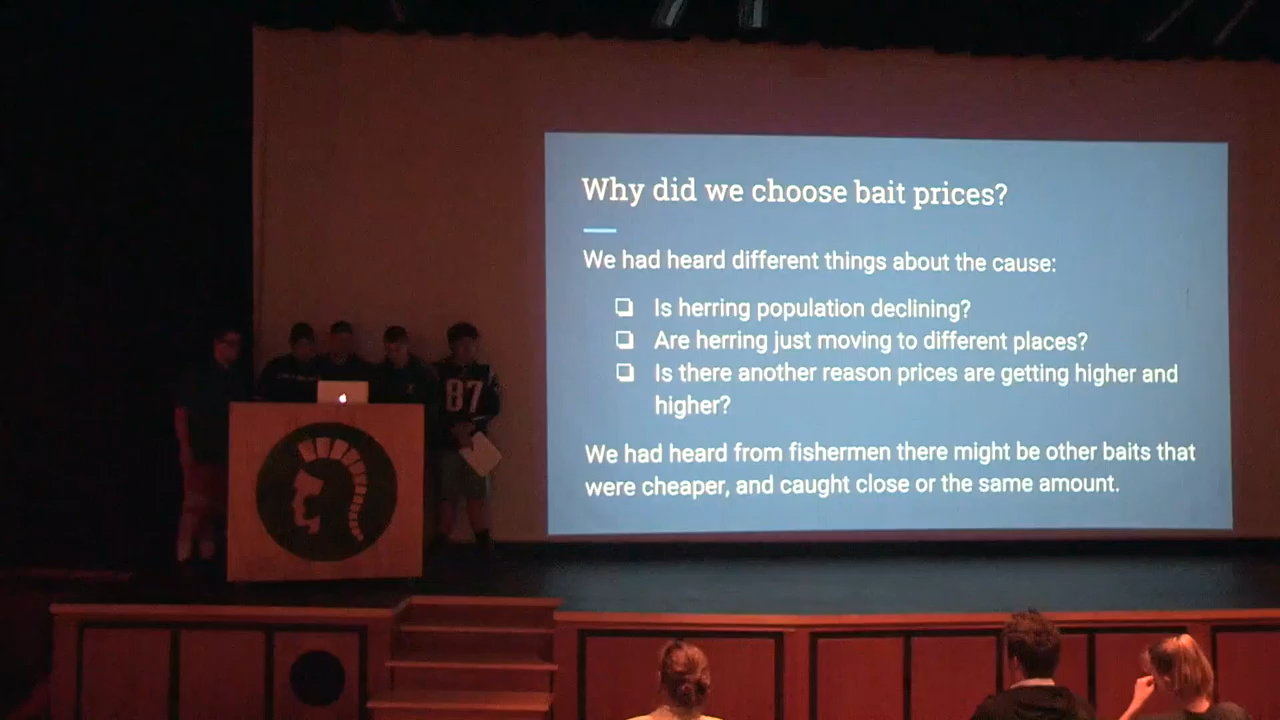 Why did we choose bait prices?
We had heard different things about the cause:
❏ Is herring population declining?
❏ Are herring just moving to different places?
❏ Is there another reason prices are getting higher and
higher?
We had heard from fishermen there might be other baits that
were cheaper, and caught close or the same amount.
87